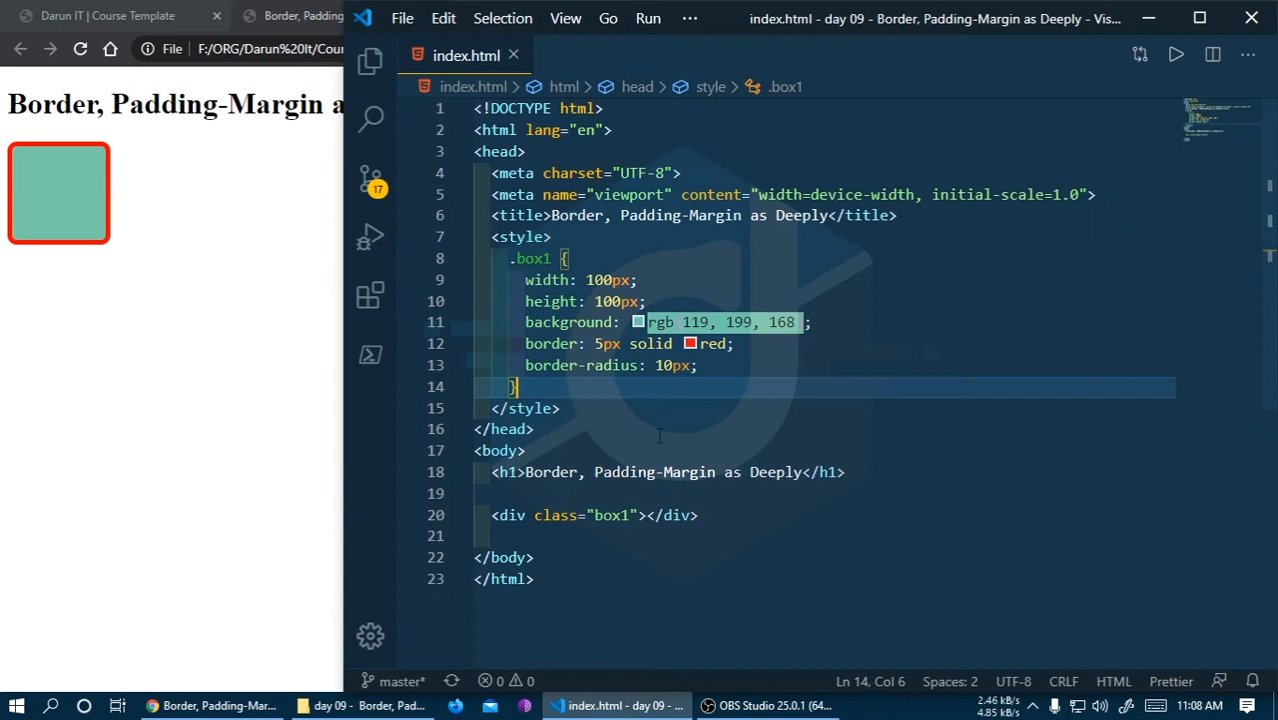 Darun IT | Course Template
Border, Padding
File
F:/ORG/Darun%20It/Cour
Border, Padding-Margin a
File Edit Selection View Go Run
index.html - day 09 - Border, Padding-Margin as Deeply - Vis...
index.html
index.html html head style .box1
1 <!DOCTYPE html>
2 <html lang="en">
3 <head>
4 <meta charset="UTF-8">
5 <meta name="viewport" content="width=device-width, initial-scale=1.0">
6 <title>Border, Padding-Margin as Deeply</title>
7 <style>
8 .box1 {
9 width: 100px;
10 height: 100px;
11 background: rgb(119, 199, 168);
12 border: 5px solid red;
13 border-radius: 10px;
14 }
15 </style>
16 </head>
17 <body>
18 <h1>Border, Padding-Margin as Deeply</h1>
19
20 <div class="box1"></div>
21
22 </body>
23 </html>
17
master* 0 0 Ln 14, Col 6 Spaces: 2 UTF-8 CRLF HTML Prettier
Border, Padding-Mar...
day 09 - Border, Pad...
index.html - day 09 - ...
OBS Studio 25.0.1 (64...
2.46 kB/s
4.85 kB/s
11:08 AM